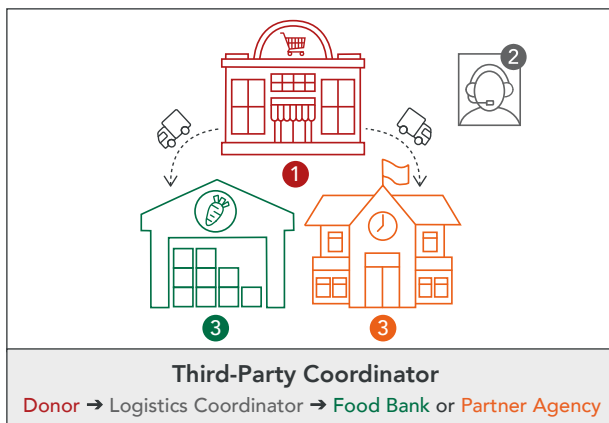 2
1
3
3
Third-Party Coordinator
Donor → Logistics Coordinator → Food Bank or Partner Agency